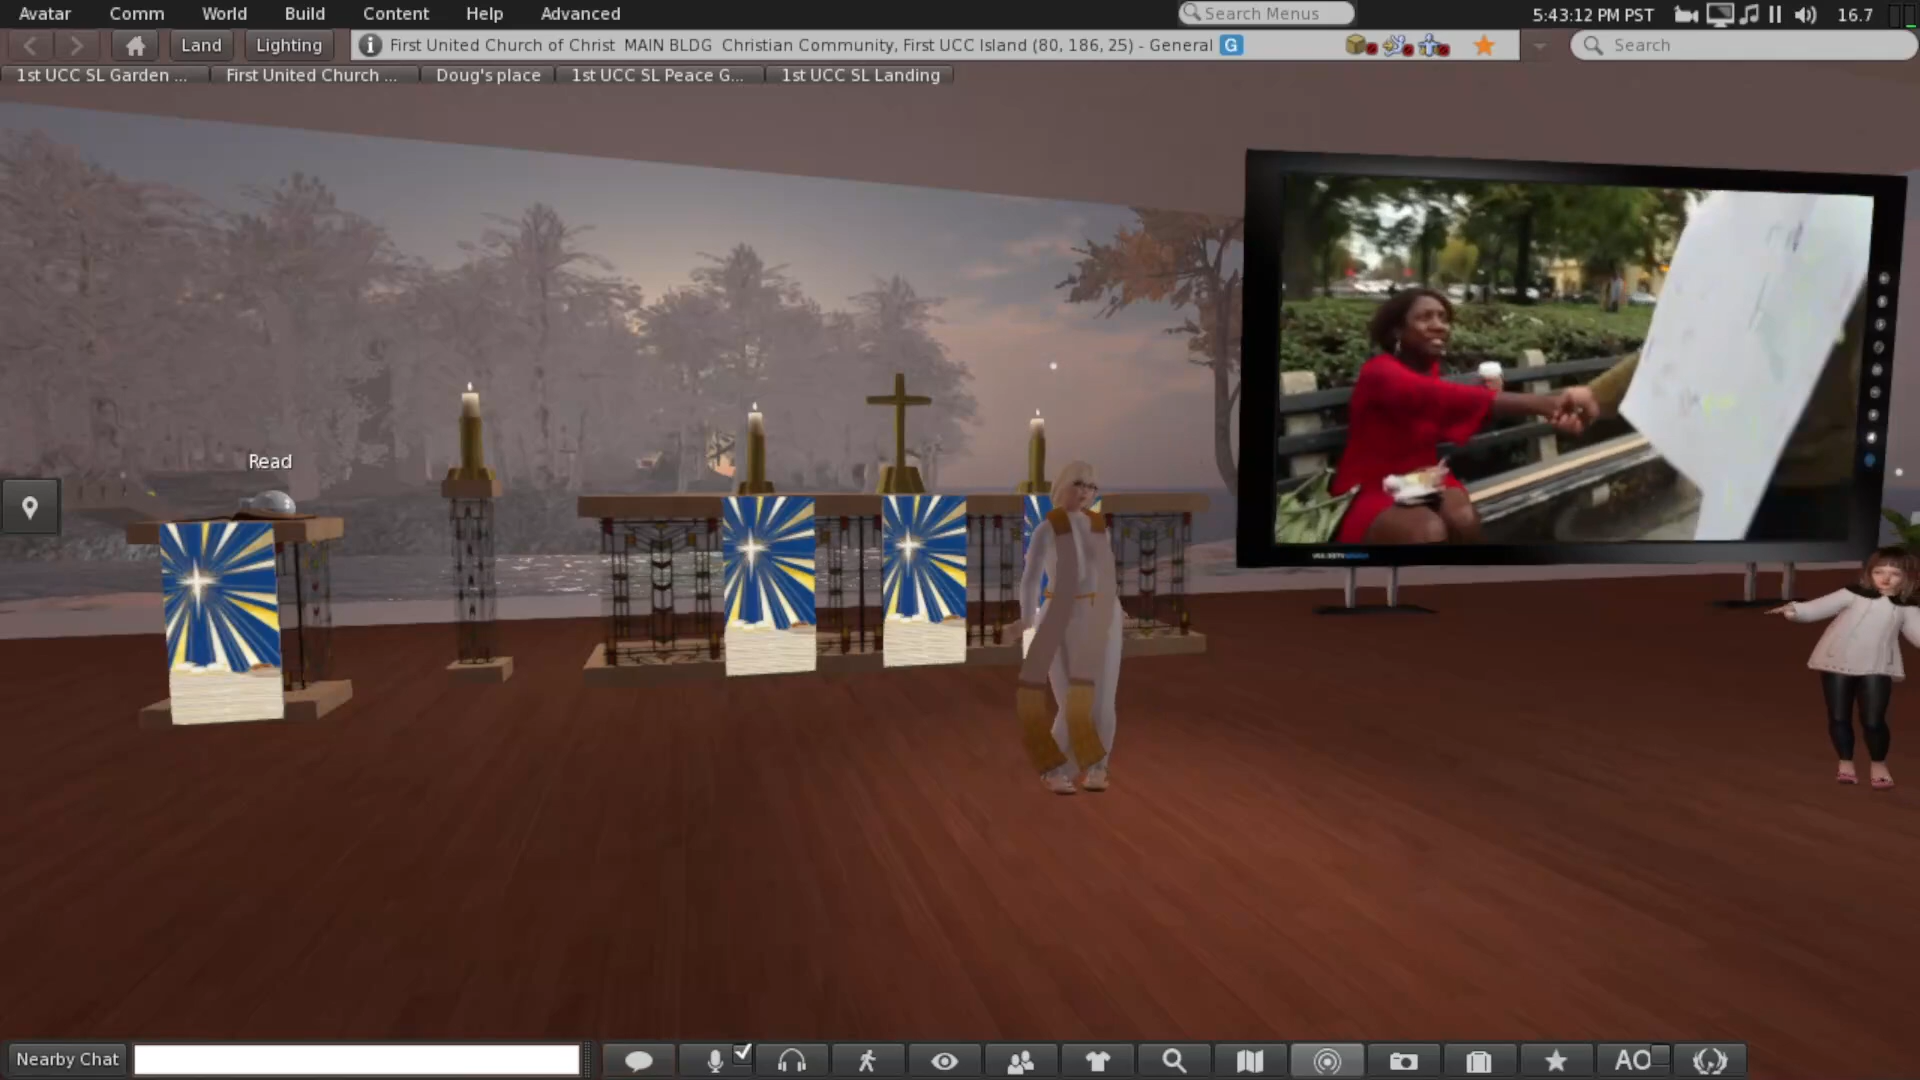 Avatar Comm World Build Content Help Advanced Search Menus 5:43:12 PM PST 16.7
Land Lighting First United Church of Christ MAIN BLDG Christian Community, First UCC Island (80, 186, 25) - General G Search
1st UCC SL Garden ... First United Church ... Doug's place 1st UCC SL Peace G... 1st UCC SL Landing
Read
Nearby Chat AO